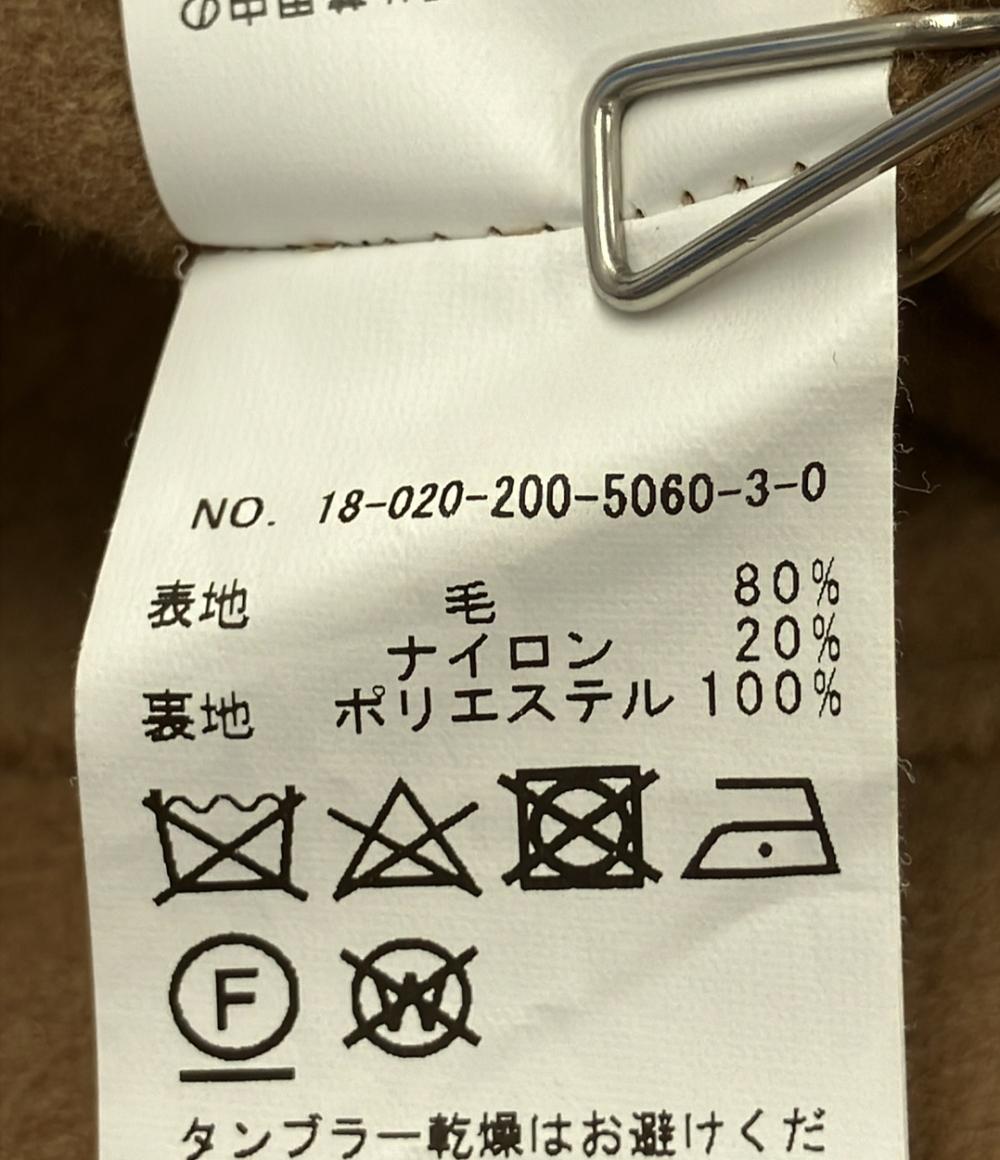 NO. 18-020-200-5060-3-0
表地 毛 80%
ナイロン 20%
裏地 ポリエステル 100%
F W
タンブラー乾燥はお避けくだ